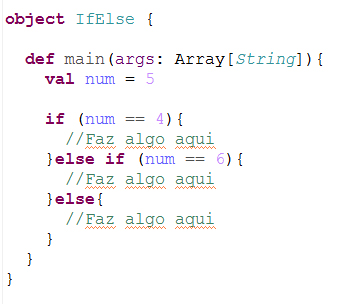 object IfElse {
def main(args: Array[String]){
val num = 5
if (num == 4){
//Faz algo aqui
}else if (num == 6){
//Faz algo aqui
}else{
//Faz algo aqui
}
}
}